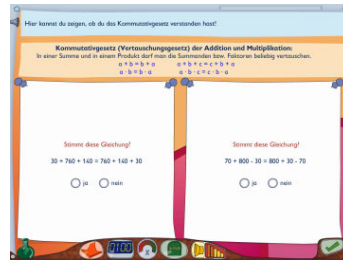 Hier kannst du zeigen, ob du das Kommutativgesetz verstanden hast!
Kommutativgesetz (Vertauschungsgesetz) der Addition und Multiplikation:
In einer Summe und in einem Produkt darf man die Summanden bzw. Faktoren beliebig vertauschen.
a + b = b + a    a + b + c = c + b + a
a · b = b · a    a · b · c = c · b · a
Stimmt diese Gleichung?
30 + 760 + 140 = 760 + 140 + 30
ja nein
Stimmt diese Gleichung?
70 + 800 - 30 = 800 + 30 - 70
ja nein